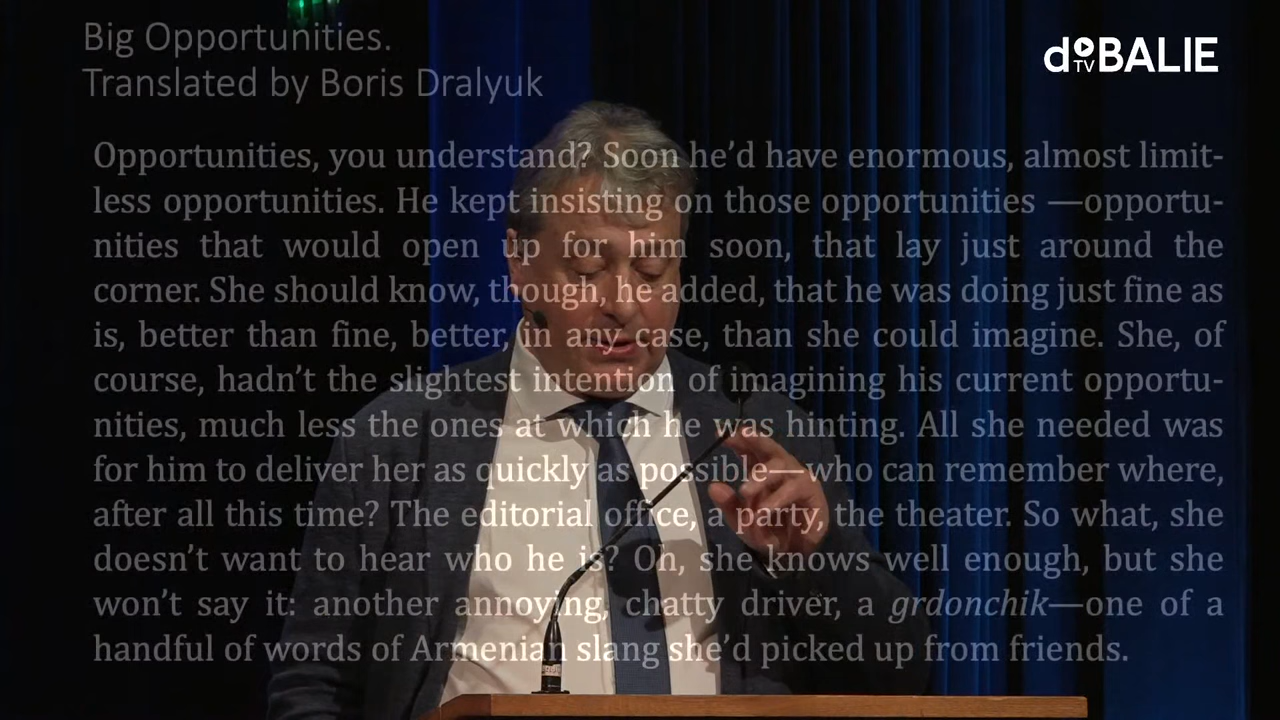 Big Opportunities.
Translated by Boris Dralyuk
doBALIE
TV
Opportunities, you understand? Soon he’d have enormous, almost limit-
less opportunities. He kept insisting on those opportunities —opportu-
nities that would open up for him soon, that lay just around the
corner. She should know, though, he added, that he was doing just fine as
is, better than fine, better, in any case, than she could imagine. She, of
course, hadn’t the slightest intention of imagining his current opportu-
nities, much less the ones at which he was hinting. All she needed was
for him to deliver her as quickly as possible—who can remember where,
after all this time? The editorial office, a party, the theater. So what, she
doesn’t want to hear who he is? Oh, she knows well enough, but she
won’t say it: another annoying, chatty driver, a grdonchik—one of a
handful of words of Armenian slang she’d picked up from friends.